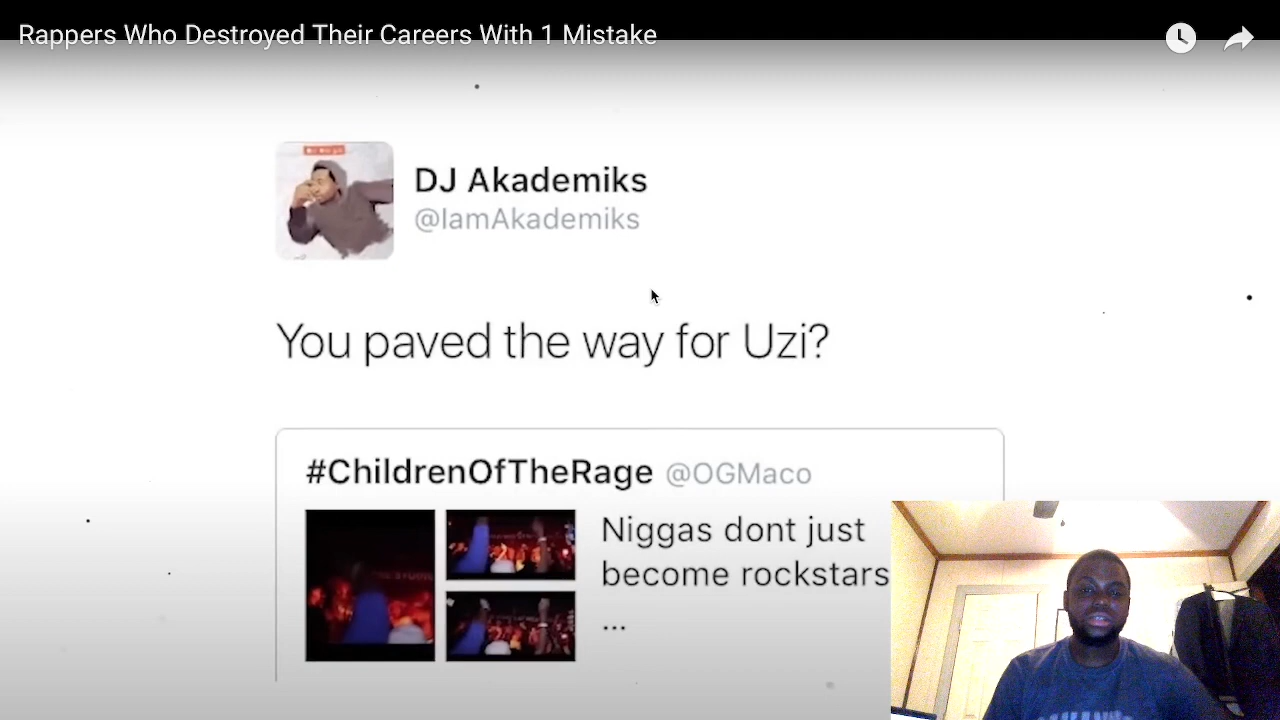 Rappers Who Destroyed Their Careers With 1 Mistake
DJ Akademiks
@IamAkademiks
You paved the way for Uzi?
#ChildrenOfTheRage @OGMaco
Niggas dont just
become rockstars
...